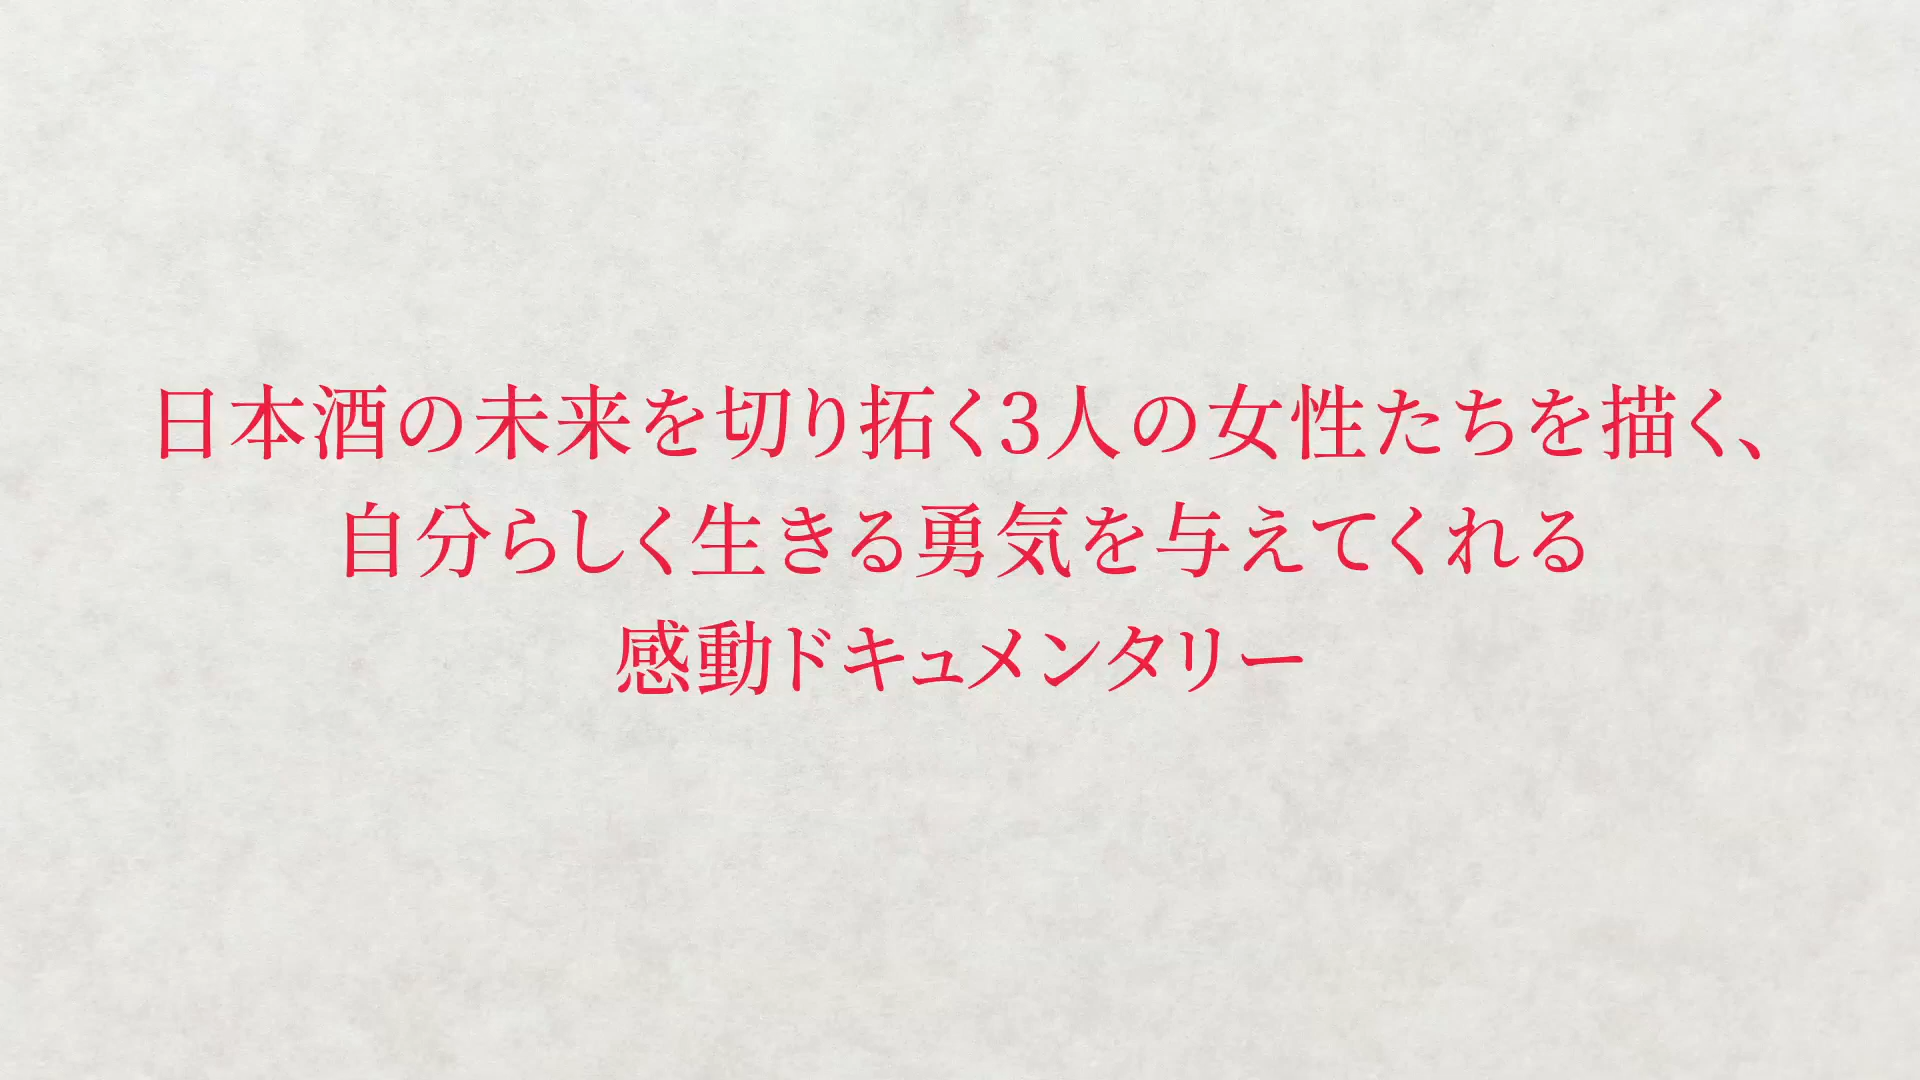 日本酒の未来を切り拓く3人の女性たちを描く、
自分らしく生きる勇気を与えてくれる
感動ドキュメンタリー